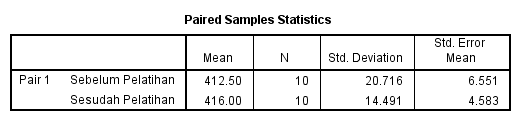 Paired Samples Statistics
Mean N Std. Deviation Std. Error Mean
Pair 1 Sebelum Pelatihan 412.50 10 20.716 6.551
Sesudah Pelatihan 416.00 10 14.491 4.583